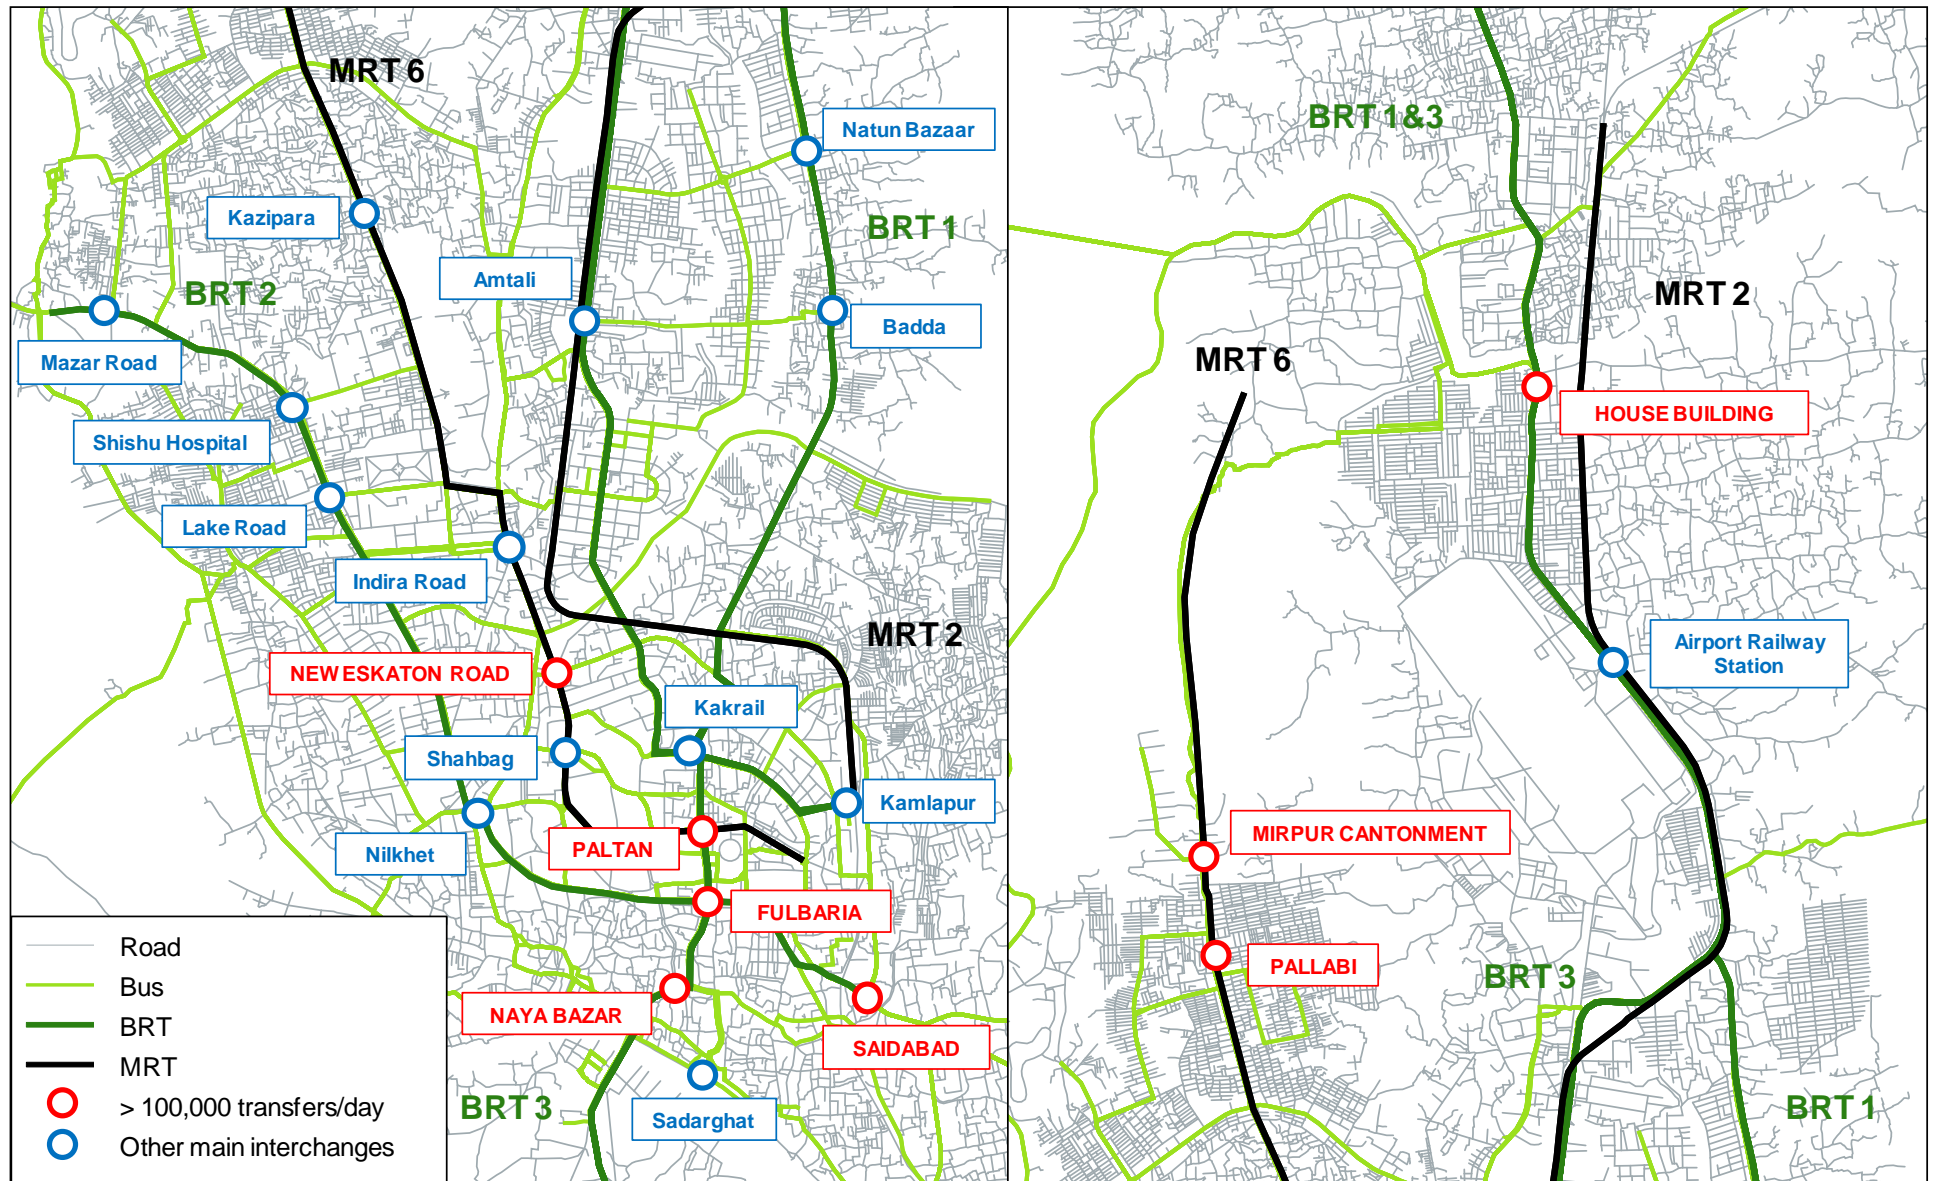 MRT 6
Natun Bazaar
Kazipara
BRT 1
Amtali
BRT 2
Badda
Mazar Road
Shishu Hospital
Lake Road
Indira Road
MRT 2
NEW ESKATON ROAD
Kakrail
Shahbag
Kamlapur
PALTAN
Nilkhet
FULBARIA
NAYA BAZAR
SAIDABAD
BRT 3
Sadarghat
Road
Bus
BRT
MRT
> 100,000 transfers/day
Other main interchanges
BRT 1&3
MRT 2
MRT 6
HOUSE BUILDING
Airport Railway
Station
MIRPUR CANTONMENT
PALLABI
BRT 3
BRT 1